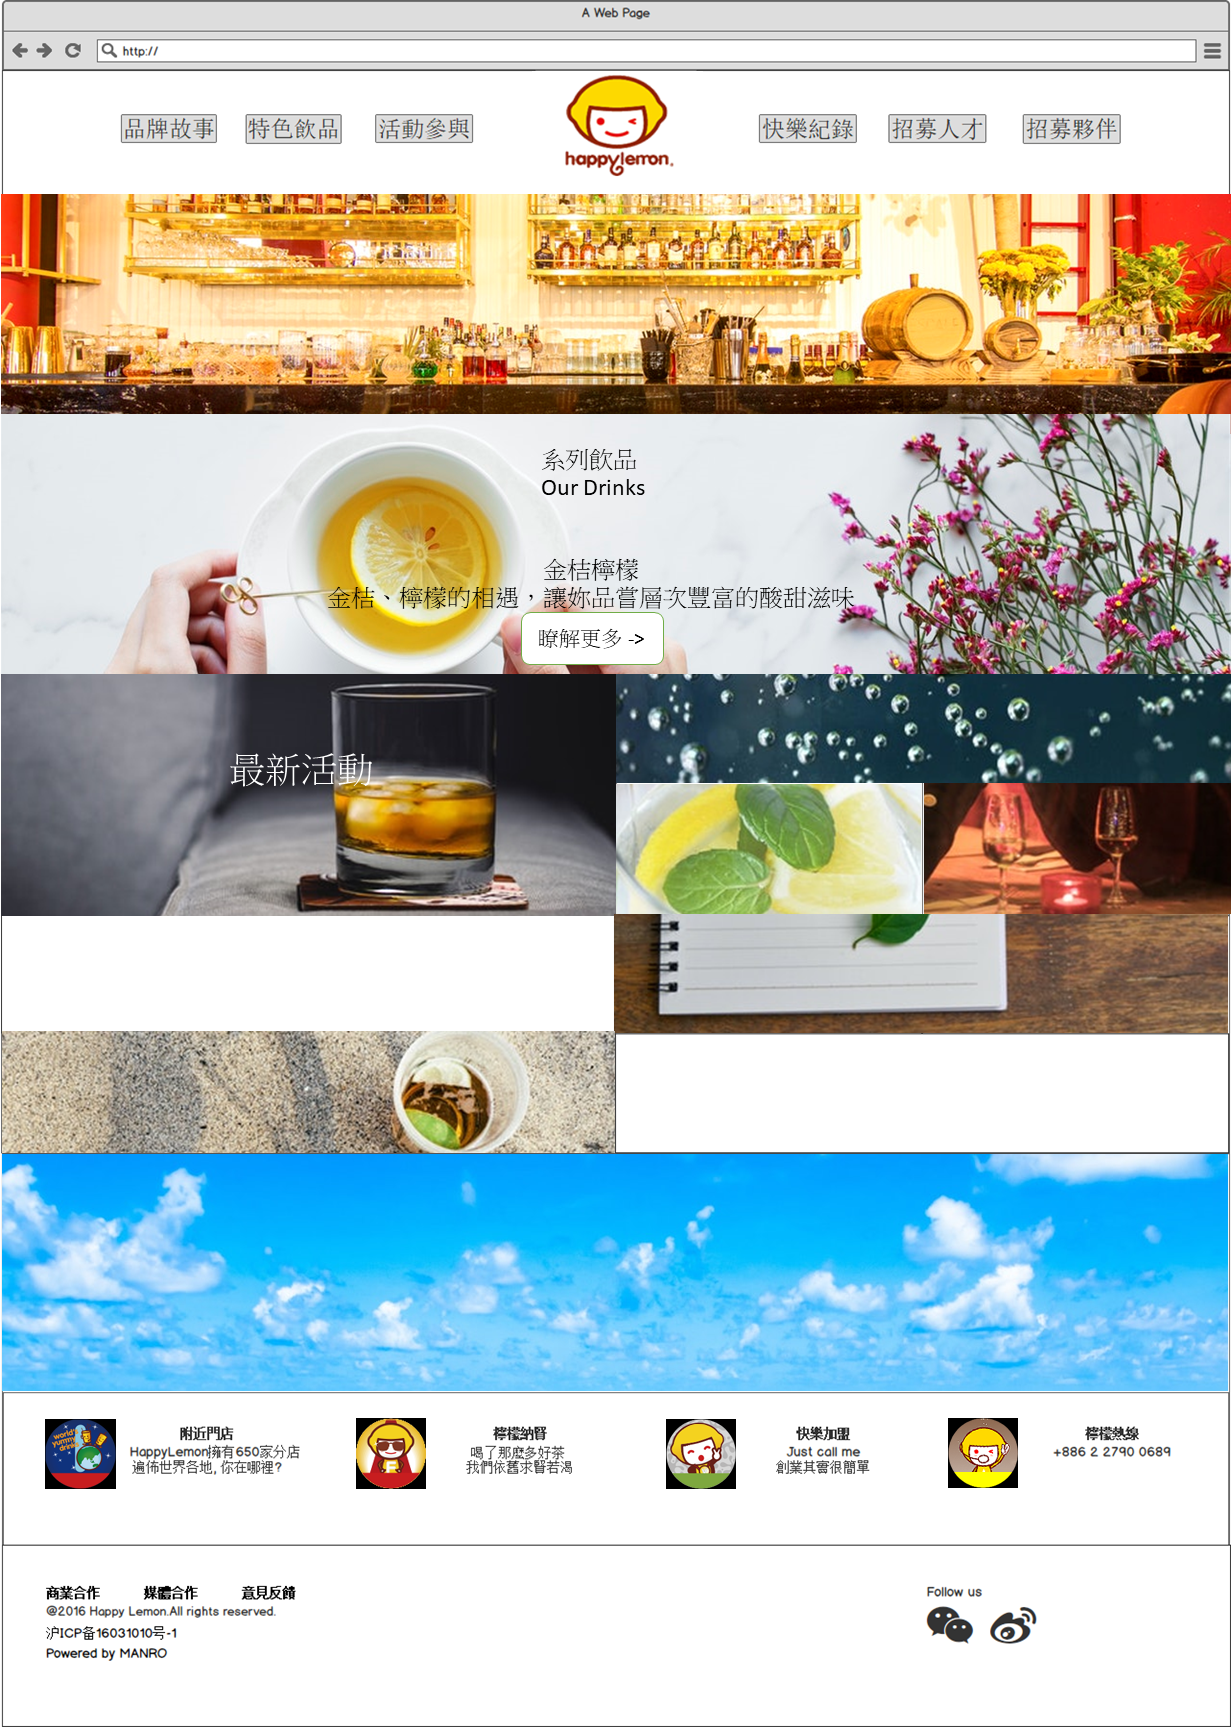 A Web Page
http://
品牌故事
特色飲品
活動參與
happylemon.
快樂紀錄
招募人才
招募夥伴
系列飲品
Our Drinks
金桔檸檬
金桔、檸檬的相遇，讓妳品嘗層次豐富的酸甜滋味
瞭解更多 ->
最新活動
world's
yummy
drink
附近門店
HappyLemon擁有650家分店
遍佈世界各地, 你在哪裡?
檸檬納賢
喝了那麼多好茶
我們依舊求賢若渴
快樂加盟
Just call me
創業其實很簡單
檸檬熱線
+886 2 2790 0689
商業合作
媒體合作
意見反饋
@2016 Happy Lemon.All rights reserved.
沪ICP备16031010号-1
Powered by MANRO
Follow us